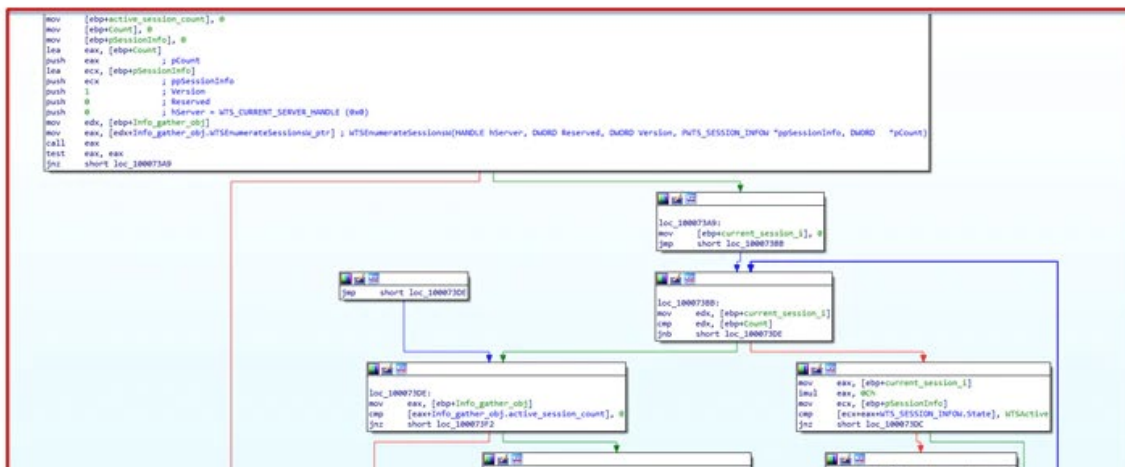 mov [ebp+active_session_count], 0
mov [ebp+Count], 0
mov [ebp+pSessionInfo], 0
lea eax, [ebp+Count]
push eax ; pCount
lea ecx, [ebp+pSessionInfo]
push ecx ; ppSessionInfo
push 1 ; Version
push 0 ; Reserved
push 0 ; hServer = WTS_CURRENT_SERVER_HANDLE (0x0)
mov edx, [ebp+Info_gather_obj]
mov eax, [edx+Info_gather_obj.WTSEnumerateSessionsW_ptr] ; WTSEnumerateSessionsW(HANDLE hServer, DWORD Reserved, DWORD Version, PWTS_SESSION_INFOW *ppSessionInfo, DWORD *pCount)
call eax
test eax, eax
jnz short loc_100073A9
loc_100073A9:
mov [ebp+current_session_i], 0
jmp short loc_100073BB
jmp short loc_100073DE
loc_100073BB:
mov edx, [ebp+current_session_i]
cmp edx, [ebp+Count]
jnb short loc_100073DE
loc_100073DE:
mov eax, [ebp+Info_gather_obj]
cmp [eax+Info_gather_obj.active_session_count], 0
jnz short loc_100073F2
mov eax, [ebp+current_session_i]
imul eax, 0Ch
mov ecx, [ebp+pSessionInfo]
cmp [ecx+eax+WTS_SESSION_INFOW.State], WTSActive
jnz short loc_100073DC